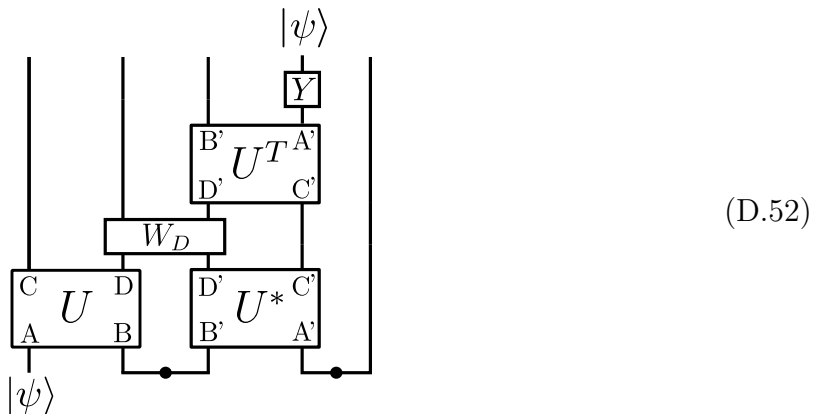 |ψ⟩
Y
B' A'
U^T
D' C'
W_D
C D D' C'
U U^*
A B B' A'
|ψ⟩
(D.52)